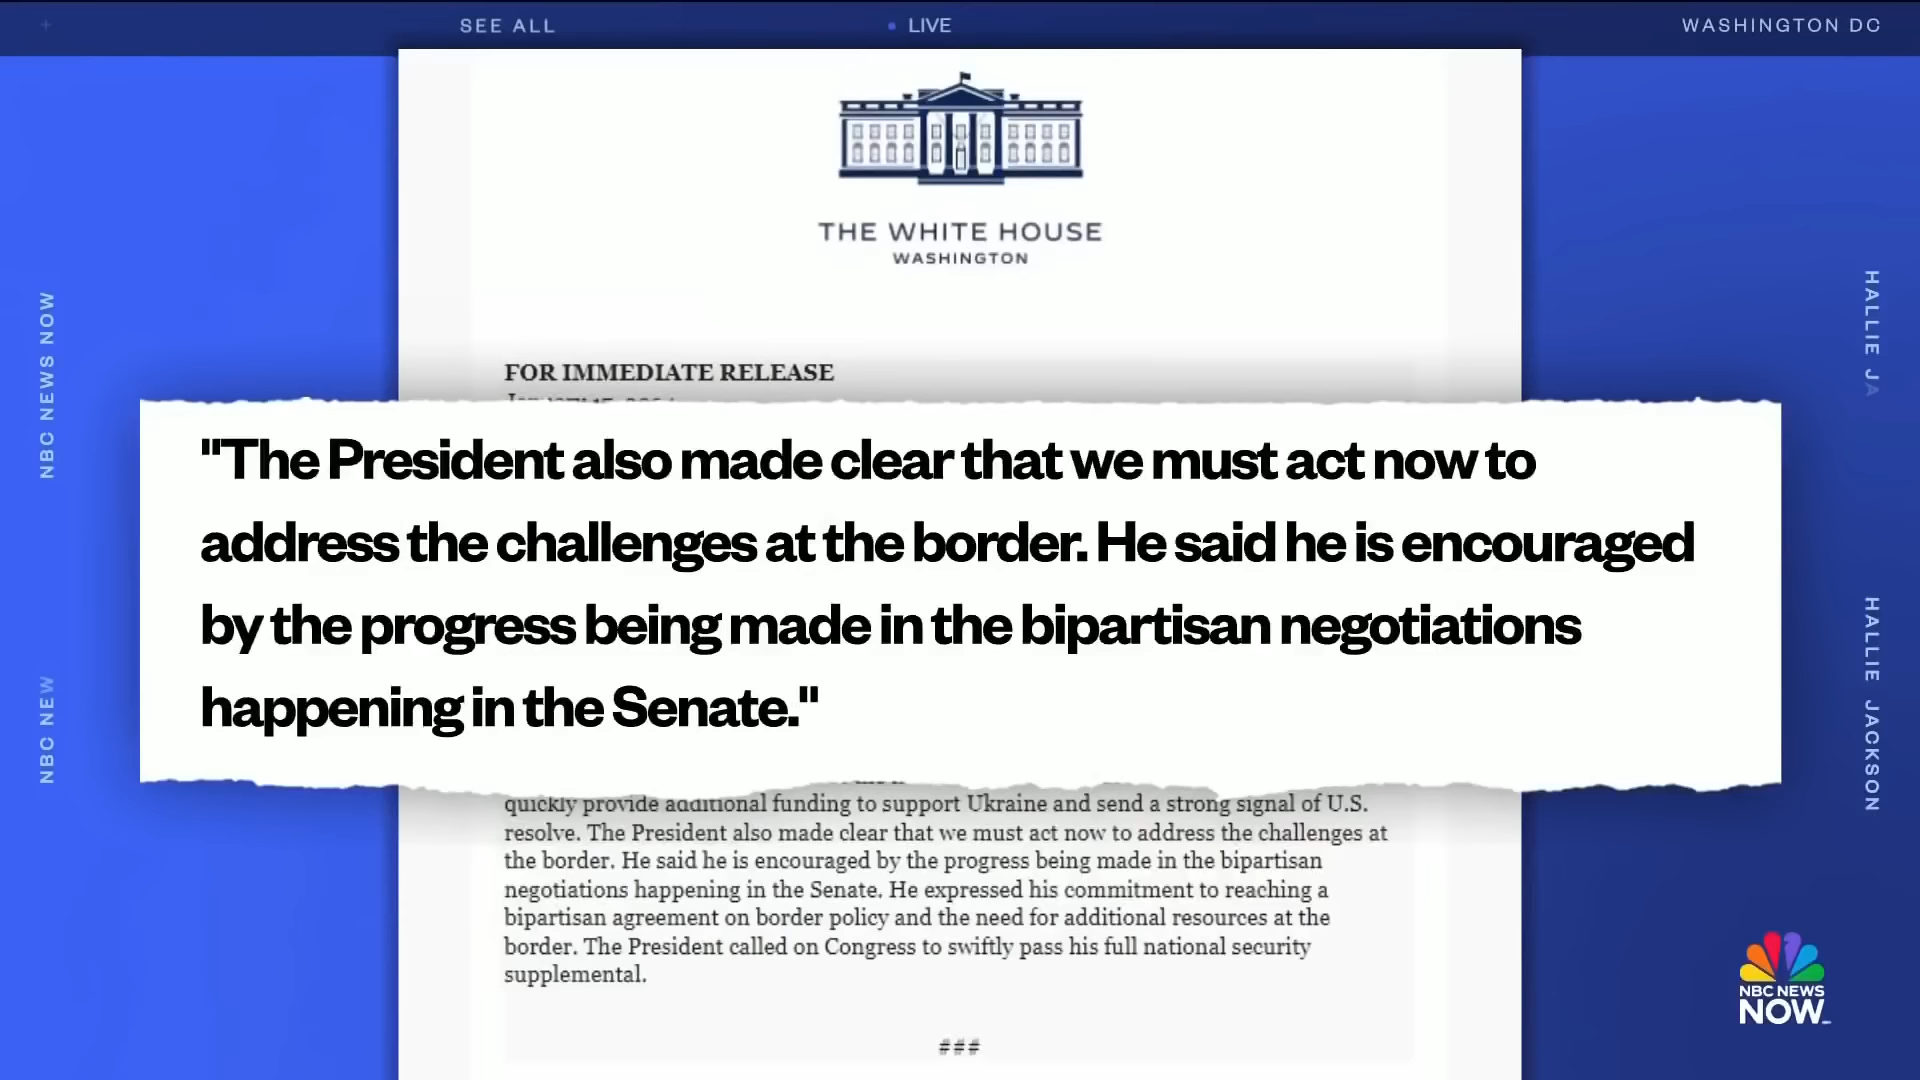 SEE ALL
LIVE
WASHINGTON DC
THE WHITE HOUSE
WASHINGTON
FOR IMMEDIATE RELEASE
"The President also made clear that we must act now to
address the challenges at the border. He said he is encouraged
by the progress being made in the bipartisan negotiations
happening in the Senate."
quickly provide additional funding to support Ukraine and send a strong signal of U.S.
resolve. The President also made clear that we must act now to address the challenges at
the border. He said he is encouraged by the progress being made in the bipartisan
negotiations happening in the Senate. He expressed his commitment to reaching a
bipartisan agreement on border policy and the need for additional resources at the
border. The President called on Congress to swiftly pass his full national security
supplemental.
###
NBC NEWS NOW
NBC NEW
HALLIE JA
HALLIE JACKSON
NBC NEWS
NOW